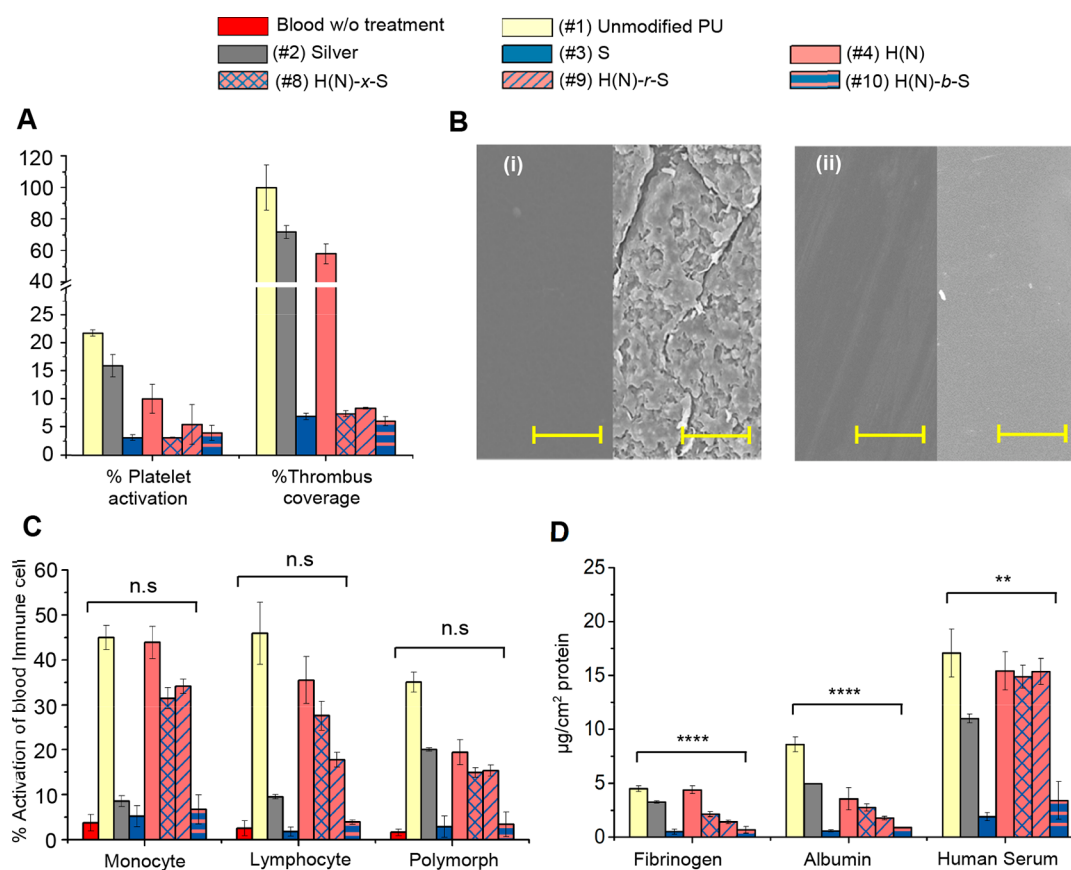 Blood w/o treatment
(#1) Unmodified PU
(#2) Silver
(#3) S
(#4) H(N)
(#8) H(N)-x-S
(#9) H(N)-r-S
(#10) H(N)-b-S
A
120
100
80
60
40
20
25
20
15
10
5
0
% Platelet
activation
%Thrombus
coverage
B
(i)
(ii)
C
% Activation of blood Immune cell
60
50
40
30
20
10
0
n.s
n.s
n.s
Monocyte
Lymphocyte
Polymorph
D
µg/cm² protein
25
20
15
10
5
0
****
****
**
Fibrinogen
Albumin
Human Serum